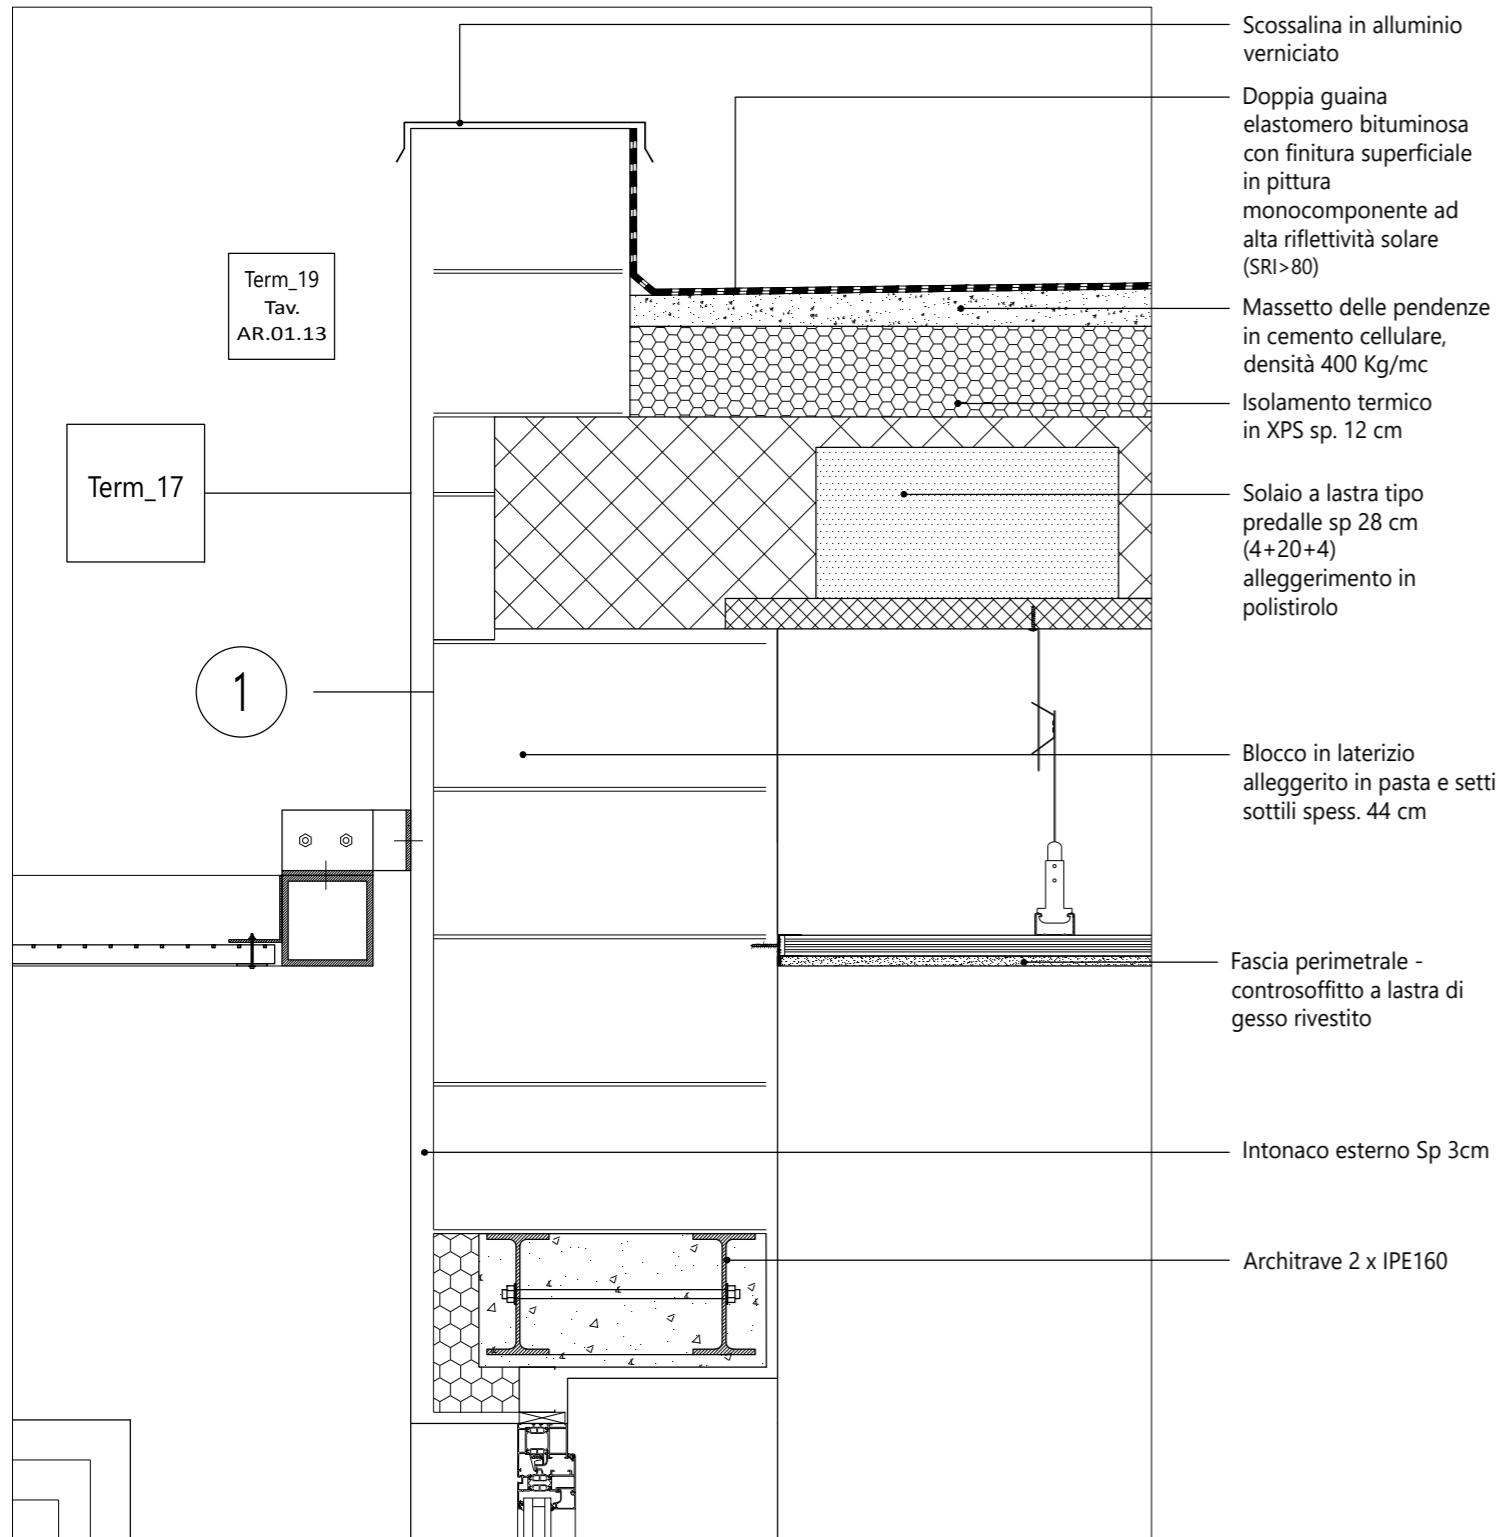 Scossalina in alluminio
verniciato
Doppia guaina
elastomero bituminosa
con finitura superficiale
in pittura
monocomponente ad
alta riflettività solare
(SRI>80)
Term_19
Tav.
AR.01.13
Massetto delle pendenze
in cemento cellulare,
densità 400 Kg/mc
Isolamento termico
in XPS sp. 12 cm
Term_17
Solaio a lastra tipo
predalle sp 28 cm
(4+20+4)
alleggerimento in
polistirolo
1
Blocco in laterizio
alleggerito in pasta e setti
sottili spess. 44 cm
Fascia perimetrale -
controsoffitto a lastra di
gesso rivestito
Intonaco esterno Sp 3cm
Architrave 2 x IPE160